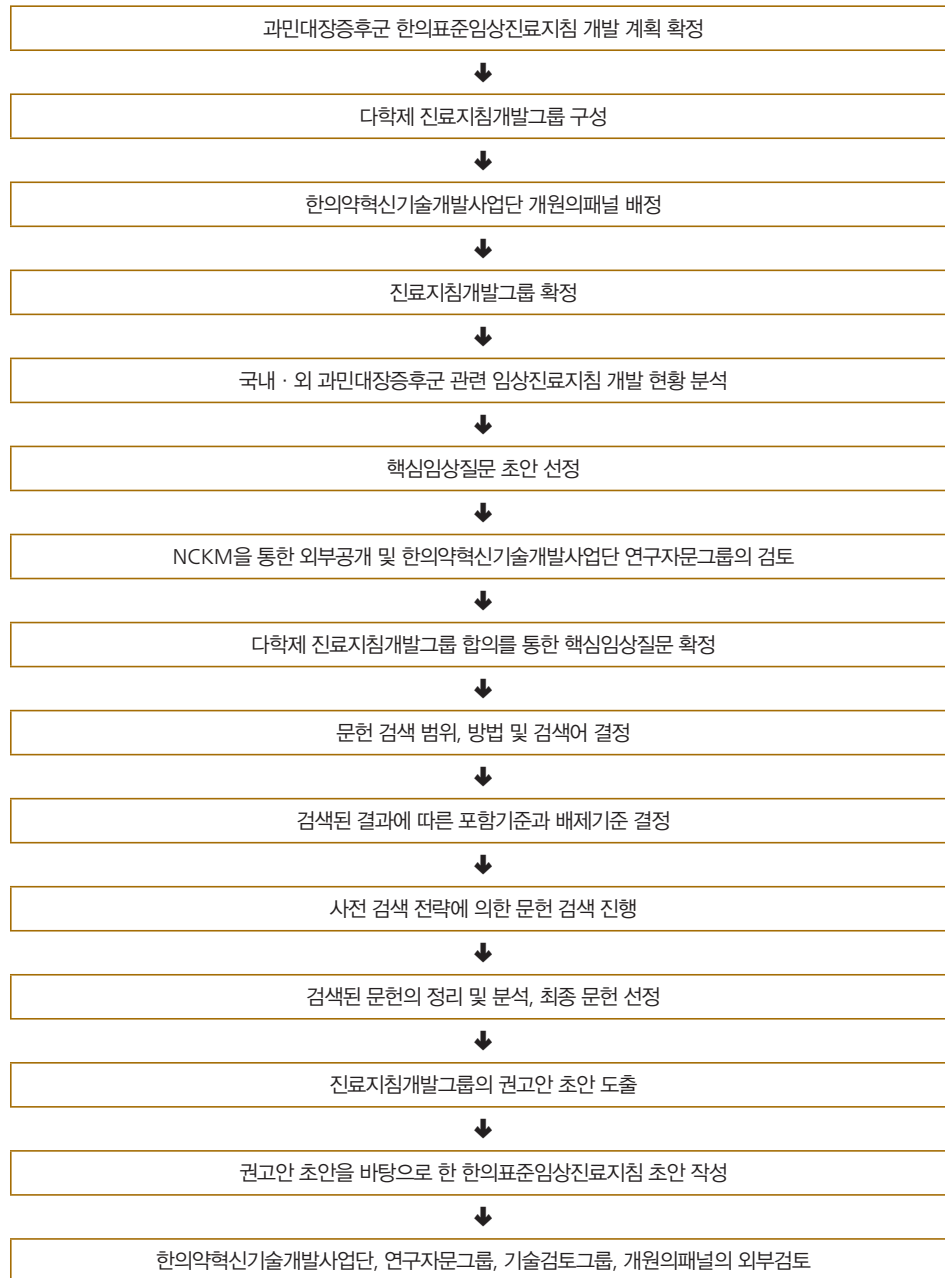 과민대장증후군 한의표준임상진료지침 개발 계획 확정
다학제 진료지침개발그룹 구성
한의약혁신기술개발사업단 개원의패널 배정
진료지침개발그룹 확정
국내 · 외 과민대장증후군 관련 임상진료지침 개발 현황 분석
핵심임상질문 초안 선정
NCKM을 통한 외부공개 및 한의약혁신기술개발사업단 연구자문그룹의 검토
다학제 진료지침개발그룹 합의를 통한 핵심임상질문 확정
문헌 검색 범위, 방법 및 검색어 결정
검색된 결과에 따른 포함기준과 배제기준 결정
사전 검색 전략에 의한 문헌 검색 진행
검색된 문헌의 정리 및 분석, 최종 문헌 선정
진료지침개발그룹의 권고안 초안 도출
권고안 초안을 바탕으로 한 한의표준임상진료지침 초안 작성
한의약혁신기술개발사업단, 연구자문그룹, 기술검토그룹, 개원의패널의 외부검토